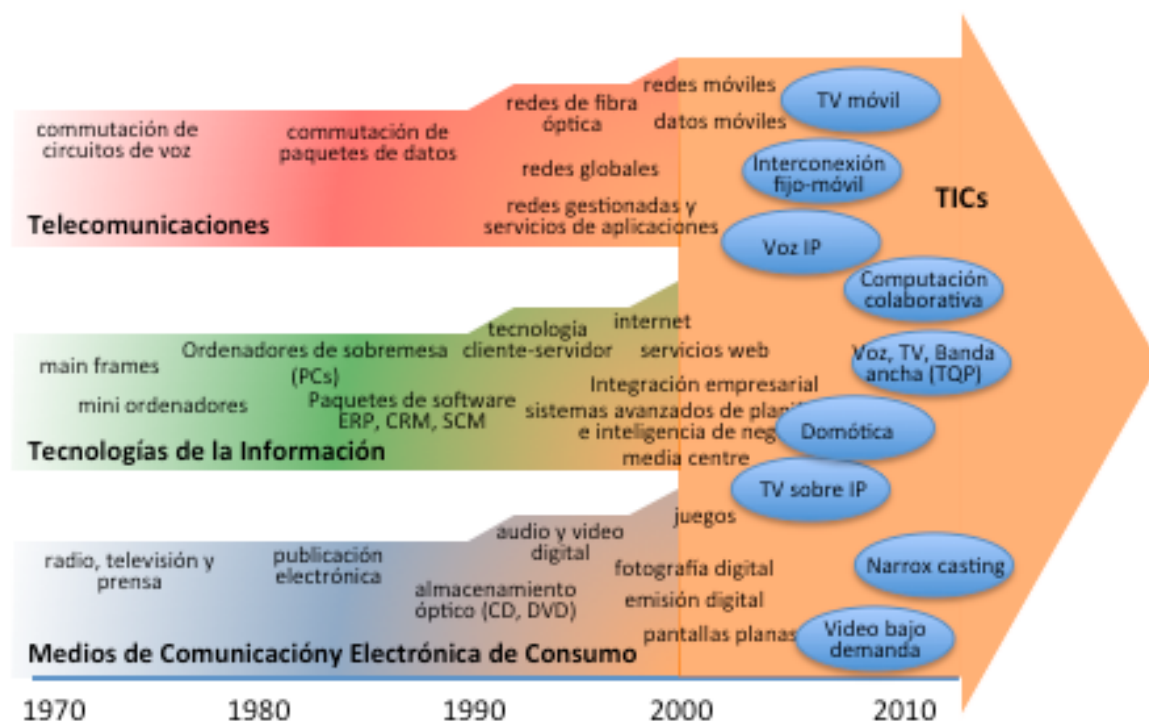 redes móviles
TV móvil
redes de fibra
óptica
datos móviles
commutación de
circuitos de voz
commutación de
paquetes de datos
redes globales
Interconexión
fijo-móvil
TICs
Telecomunicaciones
redes gestionadas y
servicios de aplicaciones
Voz IP
Computación
colaborativa
internet
tecnología
cliente-servidor
servicios web
main frames
Ordenadores de sobremesa
(PCs)
Voz, TV, Banda
ancha (TQP)
Integración empresarial
mini ordenadores
Paquetes de software
ERP, CRM, SCM
sistemas avanzados de
e inteligencia de
Domótica
Tecnologías de la Información
media centre
TV sobre IP
juegos
audio y video
digital
radio, televisión y
prensa
publicación
electrónica
fotografía digital
Narrox casting
almacenamiento
óptico (CD, DVD)
emisión digital
pantallas planas
Video bajo
demanda
Medios de Comunicacióny Electrónica de Consumo
1970 1980 1990 2000 2010